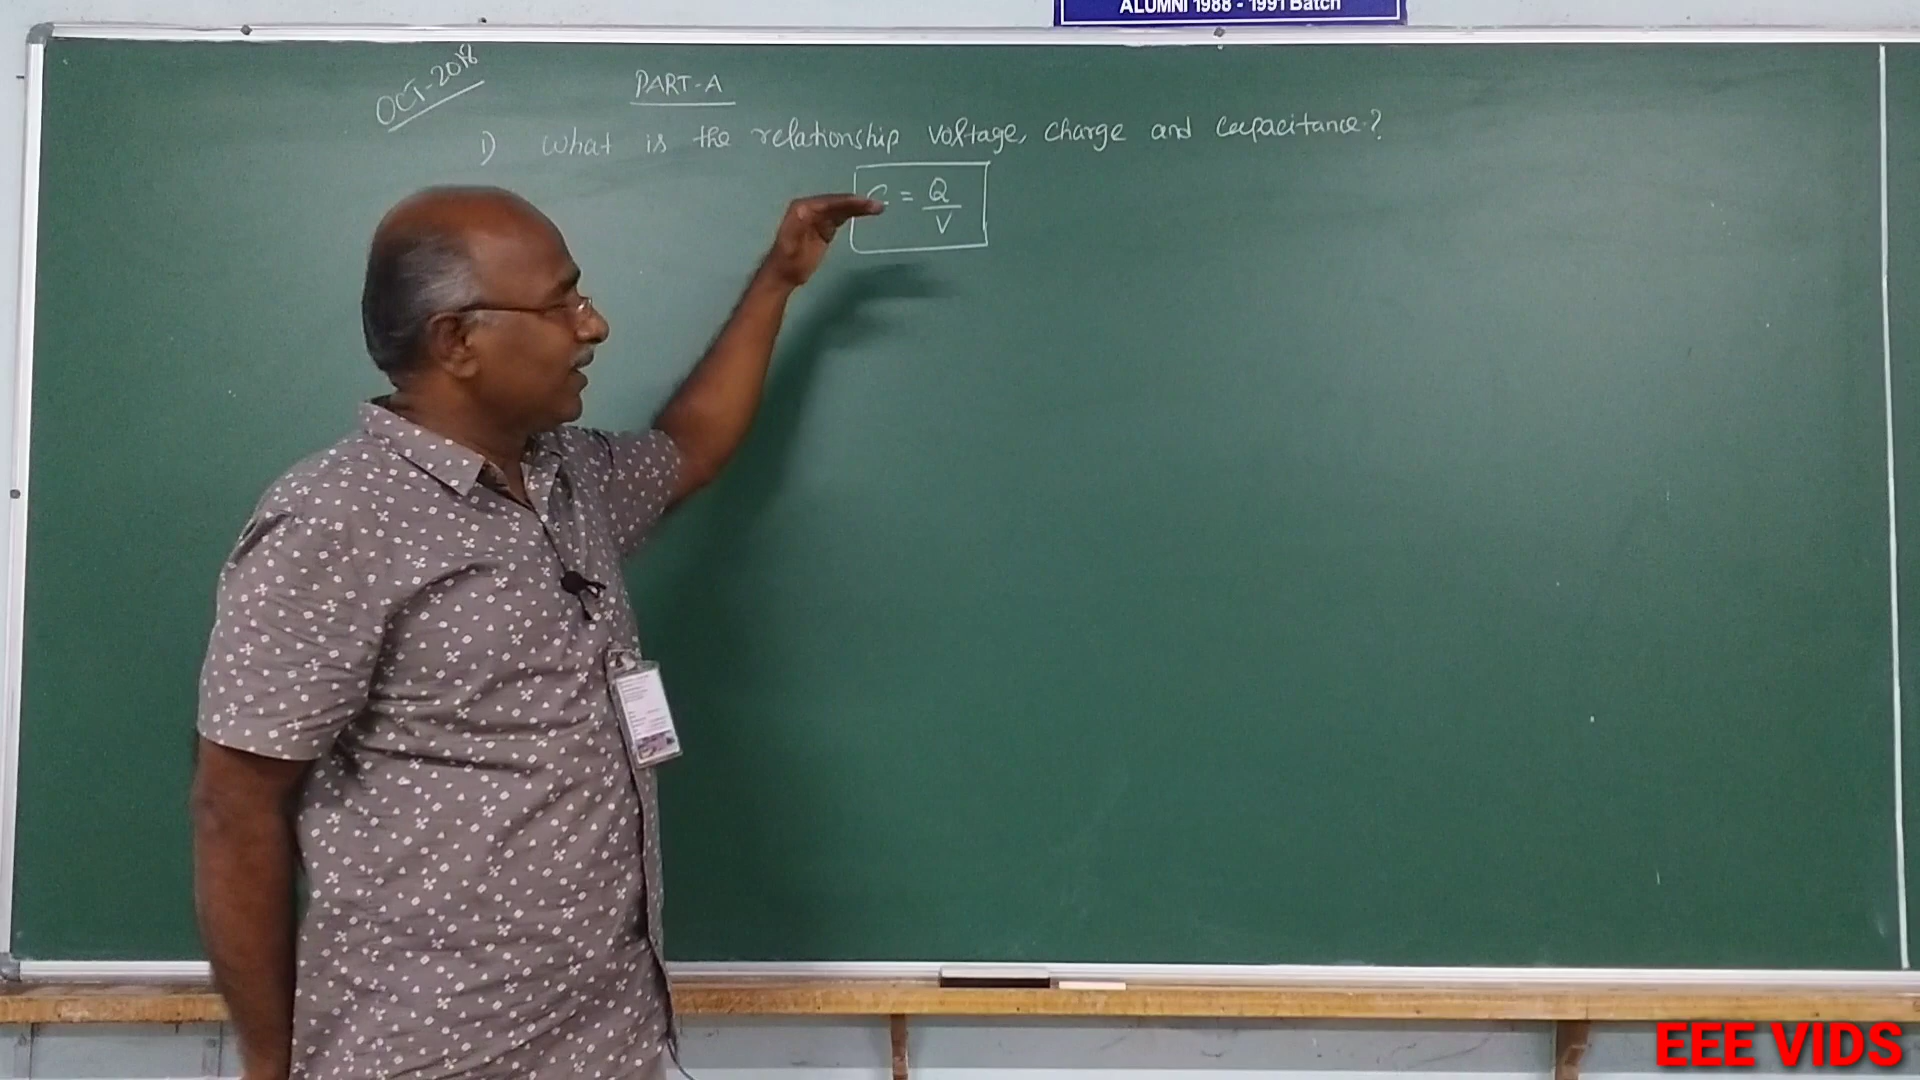 ALUMNI 1988 - 1991 Batch
OCT-2018
PART-A
1) What is the relationship voltage, charge and capacitance?
C = Q
V
EEE VIDS